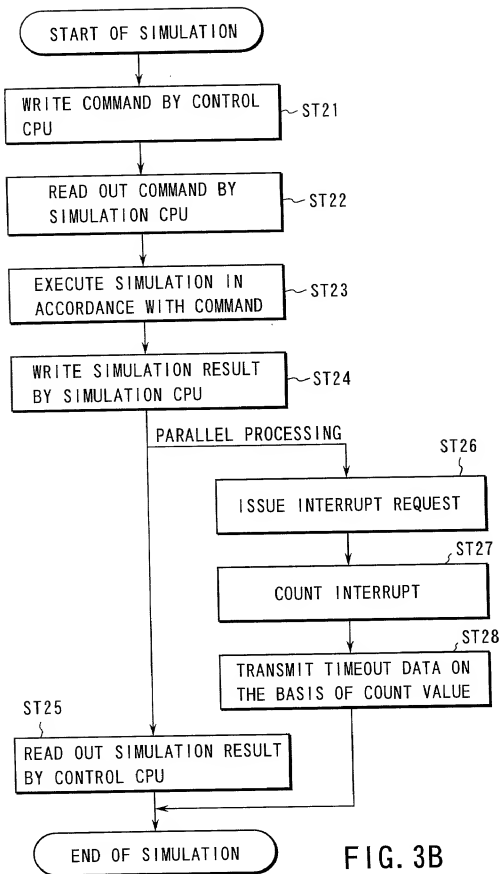 START OF SIMULATION
WRITE COMMAND BY CONTROL
CPU
ST21
READ OUT COMMAND BY
SIMULATION CPU
ST22
EXECUTE SIMULATION IN
ACCORDANCE WITH COMMAND
ST23
WRITE SIMULATION RESULT
BY SIMULATION CPU
ST24
PARALLEL PROCESSING
ST26
ISSUE INTERRUPT REQUEST
ST27
COUNT INTERRUPT
ST28
TRANSMIT TIMEOUT DATA ON
THE BASIS OF COUNT VALUE
ST25
READ OUT SIMULATION RESULT
BY CONTROL CPU
END OF SIMULATION
FIG. 3B